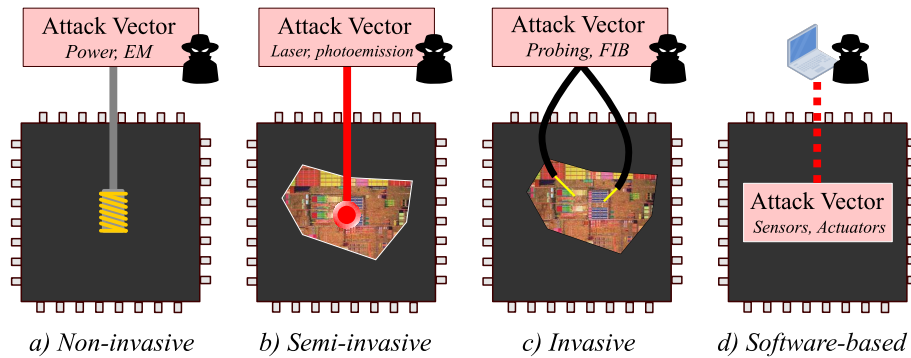 Attack Vector
Power, EM
Attack Vector
Laser, photoemission
Attack Vector
Probing, FIB
Attack Vector
Sensors, Actuators
a) Non-invasive
b) Semi-invasive
c) Invasive
d) Software-based